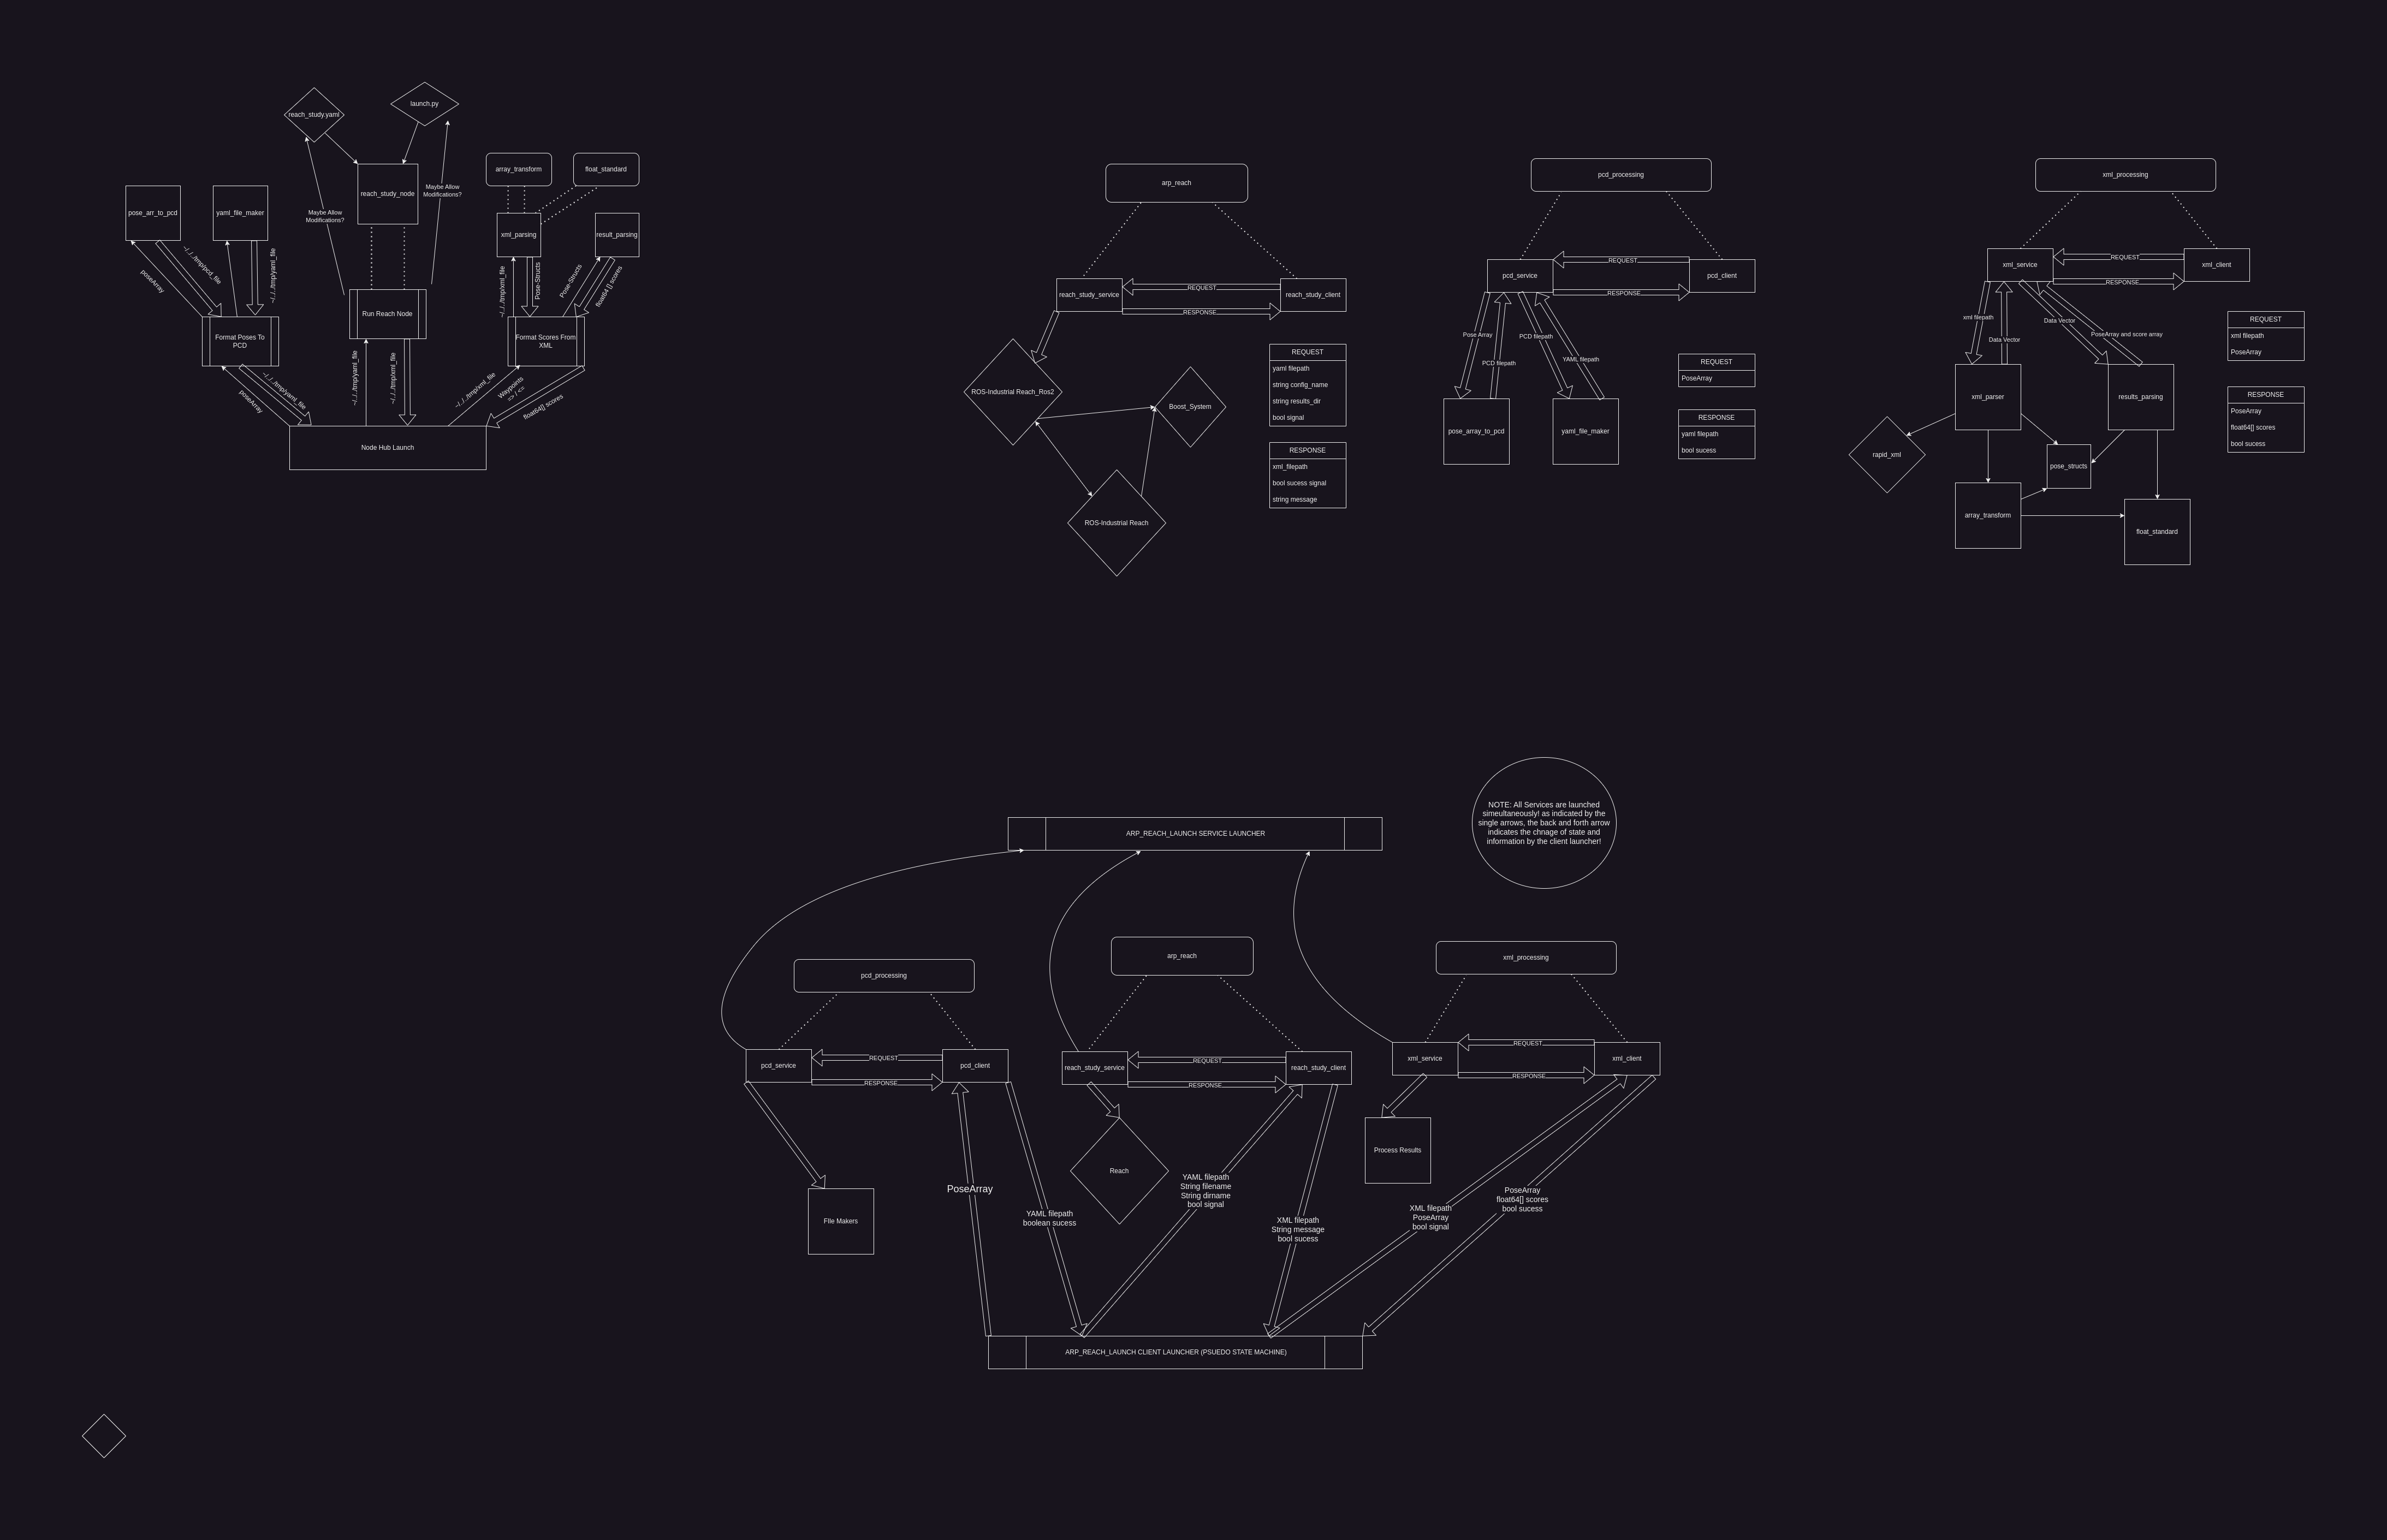 reach_study.yaml
launch.py
pose_arr_to_pcd
yaml_file_maker
reach_study_node
array_transform
float_standard
xml_parsing
result_parsing
Maybe Allow
Modifications?
Maybe Allow
Modifications?
poseArray
~/../../tmp/pcd_file
~/../../tmp/yaml_file
Run Reach Node
~/../../tmp/xml_file
Pose-Structs
Pose-Structs
float64 [] scores
Format Poses To
PCD
Format Scores From
XML
poseArray
~/../../tmp/yaml_file
~/../../tmp/yaml_file
~/../../tmp/xml_file
~/../../tmp/xml_file
Waypoints
=> / <=
float64[] scores
Node Hub Launch
arp_reach
reach_study_service
REQUEST
RESPONSE
reach_study_client
ROS-Industrial Reach_Ros2
Boost_System
ROS-Industrial Reach
REQUEST
yaml filepath
string config_name
string results_dir
bool signal
RESPONSE
xml_filepath
bool sucess signal
string message
pcd_processing
pcd_service
REQUEST
RESPONSE
pcd_client
Pose Array
PCD filepath
PCD filepath
YAML filepath
pose_array_to_pcd
yaml_file_maker
REQUEST
PoseArray
RESPONSE
yaml filepath
bool sucess
xml_processing
xml_service
REQUEST
RESPONSE
xml_client
xml filepath
Data Vector
Data Vector
PoseArray and score array
xml_parser
results_parsing
rapid_xml
pose_structs
array_transform
float_standard
REQUEST
xml filepath
PoseArray
RESPONSE
PoseArray
float64[] scores
bool sucess
NOTE: All Services are launched
simeultaneously! as indicated by the
single arrows, the back and forth arrow
indicates the chnage of state and
information by the client launcher!
ARP_REACH_LAUNCH SERVICE LAUNCHER
pcd_processing
arp_reach
xml_processing
pcd_service
REQUEST
RESPONSE
pcd_client
reach_study_service
REQUEST
RESPONSE
reach_study_client
xml_service
REQUEST
RESPONSE
xml_client
FIle Makers
Reach
Process Results
PoseArray
YAML filepath
boolean sucess
YAML filepath
String filename
String dirname
bool signal
XML filepath
String message
bool sucess
XML filepath
PoseArray
bool signal
PoseArray
float64[] scores
bool sucess
ARP_REACH_LAUNCH CLIENT LAUNCHER (PSUEDO STATE MACHINE)